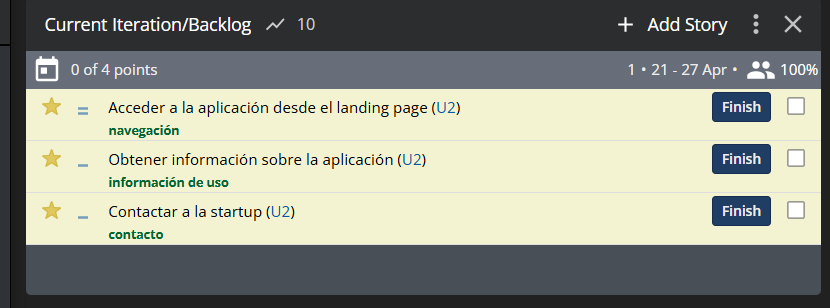 Current Iteration/Backlog 10 + Add Story
0 of 4 points 1 • 21 - 27 Apr • 100%
Acceder a la aplicación desde el landing page (U2) Finish
navegación
Obtener información sobre la aplicación (U2) Finish
información de uso
Contactar a la startup (U2) Finish
contacto